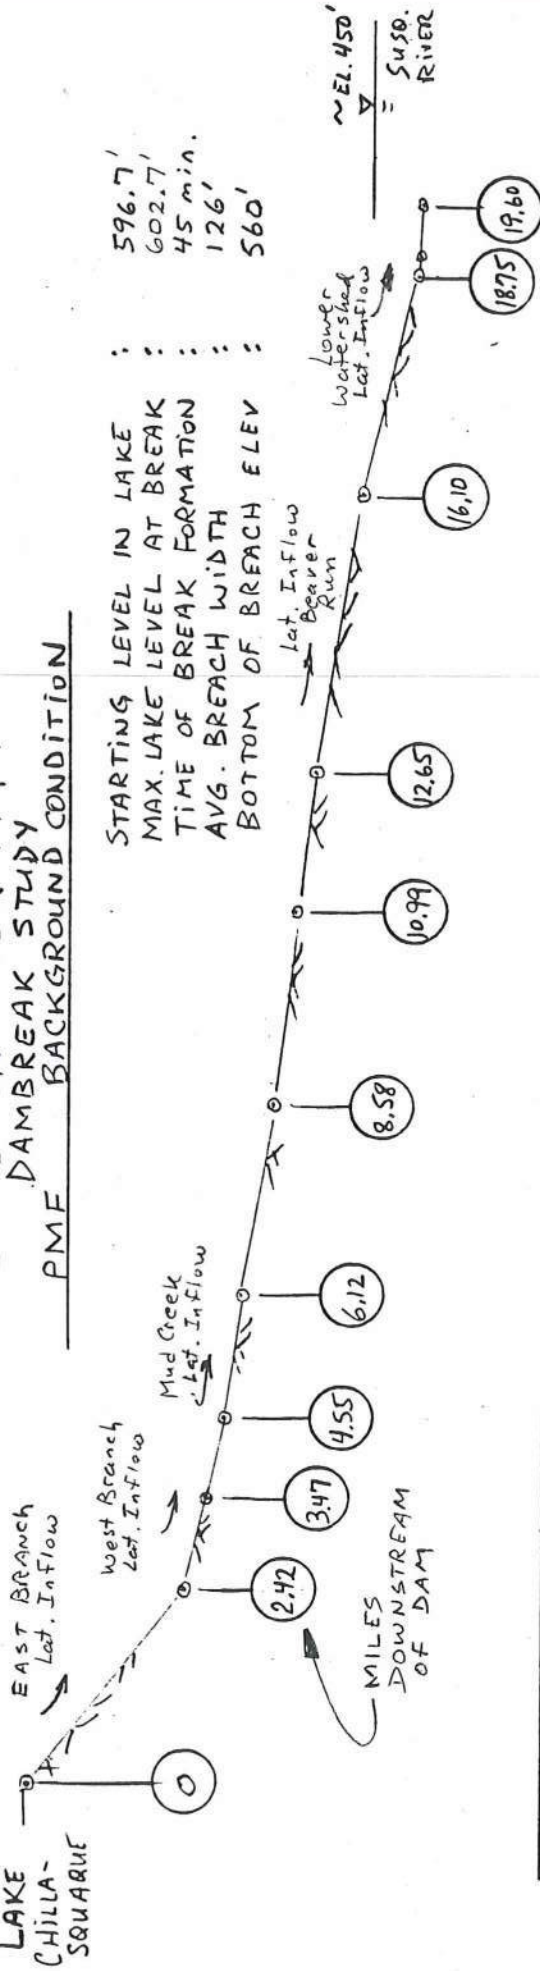 DAMBREAK STUDY
PMF BACKGROUND CONDITION
STARTING LEVEL IN LAKE : 596.7'
MAX. LAKE LEVEL AT BREAK : 602.7'
TIME OF BREAK FORMATION : 45 min.
AVG. BREACH WIDTH : 126'
BOTTOM OF BREACH ELEV : 560'
LAKE
CHILLA-
SQUAQUE
EAST BRANCH
Lat. Inflow
West Branch
Lat. Inflow
Mud Creek
Lat. Inflow
Lat. Inflow
Beaver
Run
Lower
Watershed
Lat. Inflow
~EL. 450'
SUSQ.
RIVER
0
2.42
3.47
4.55
6.12
8.58
10.99
12.65
16.10
18.75
19.60
MILES
DOWNSTREAM
OF DAM